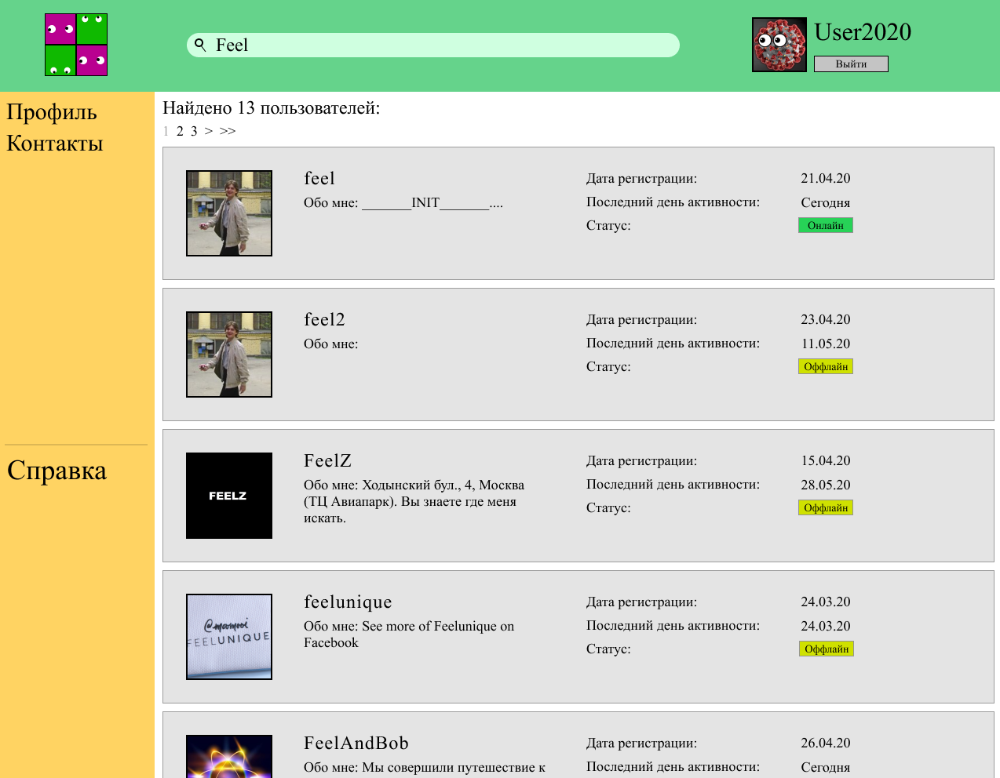 Feel
User2020
Выйти
Профиль
Контакты
Справка
Найдено 13 пользователей:
1 2 3 > >>
feel
Обо мне: _______INIT_______....
Дата регистрации: 21.04.20
Последний день активности: Сегодня
Статус: Онлайн
feel2
Обо мне:
Дата регистрации: 23.04.20
Последний день активности: 11.05.20
Статус: Оффлайн
FEELZ
FeelZ
Обо мне: Ходынский бул., 4, Москва
(ТЦ Авиапарк). Вы знаете где меня
искать.
Дата регистрации: 15.04.20
Последний день активности: 28.05.20
Статус: Оффлайн
@mamooi
FEELUNIQUE
feelunique
Обо мне: See more of Feelunique on
Facebook
Дата регистрации: 24.03.20
Последний день активности: 24.03.20
Статус: Оффлайн
FeelAndBob
Обо мне: Мы совершили путешествие к
Дата регистрации: 26.04.20
Последний день активности: Сегодня